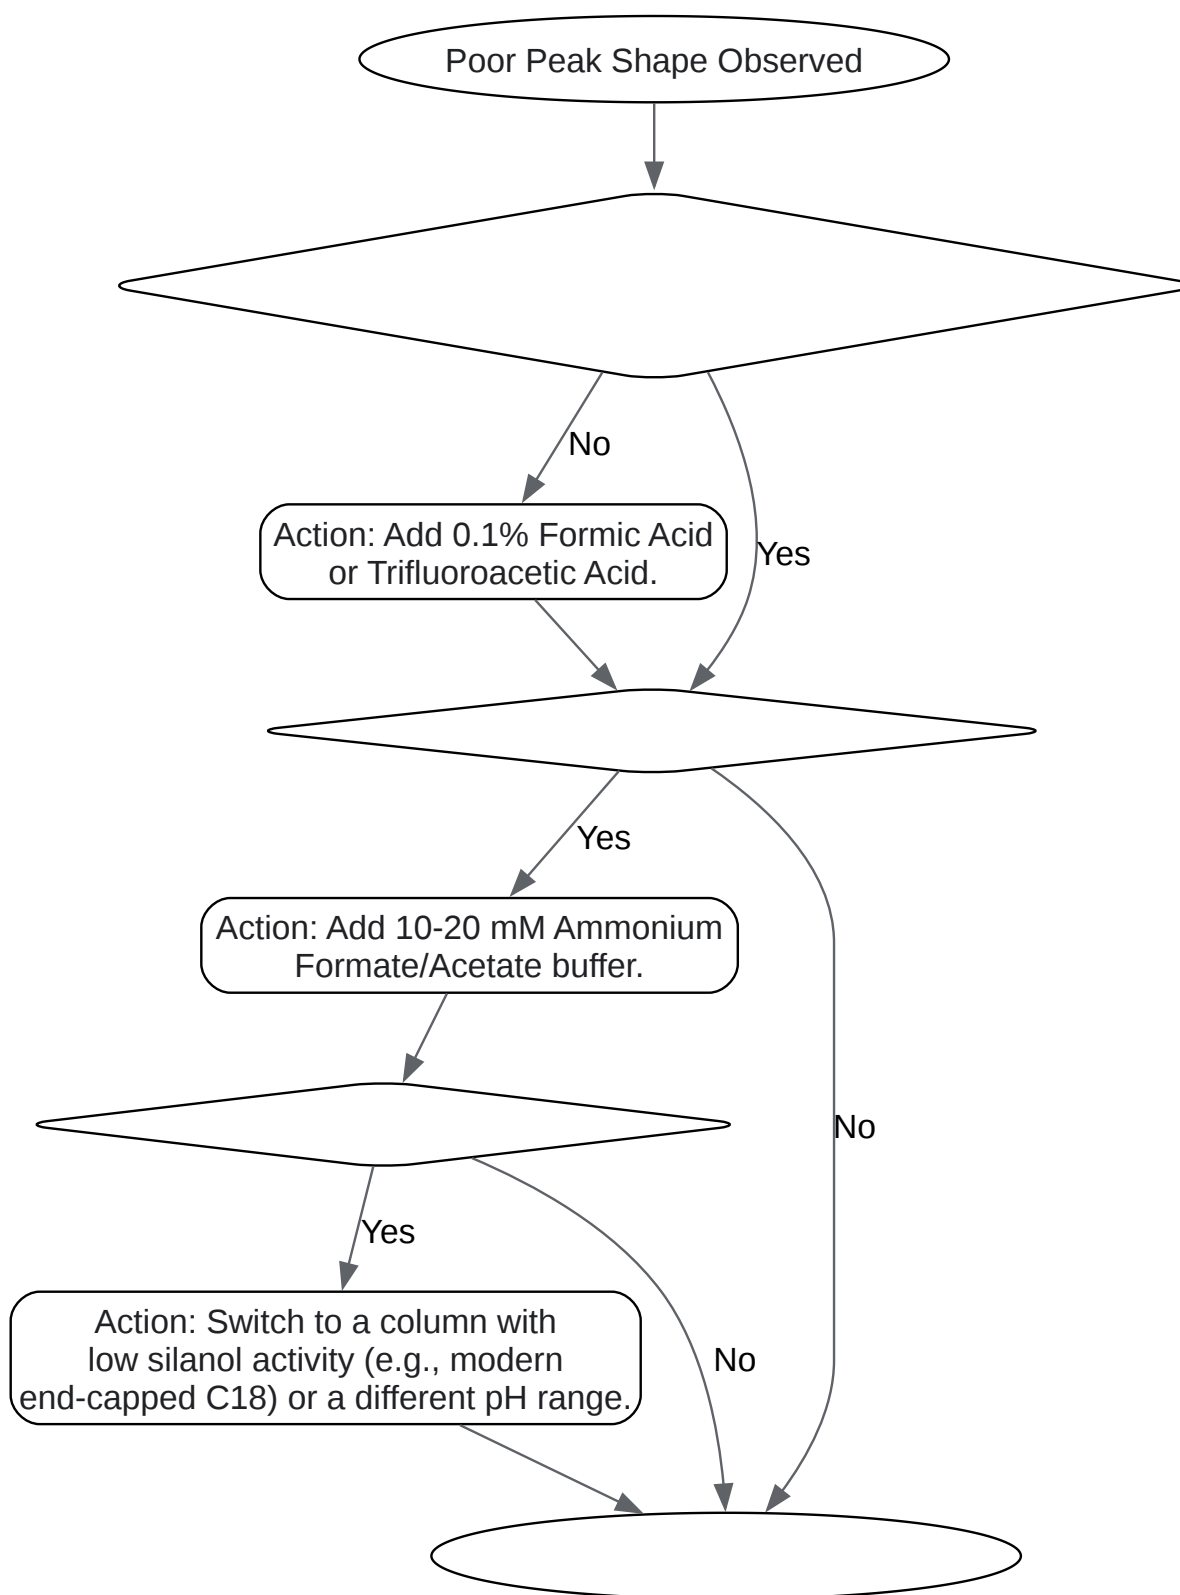 Poor Peak Shape Observed
No
Action: Add 0.1% Formic Acid
or Trifluoroacetic Acid.
Yes
Yes
Action: Add 10-20 mM Ammonium
Formate/Acetate buffer.
No
Yes
Action: Switch to a column with
low silanol activity (e.g., modern
end-capped C18) or a different pH range.
No